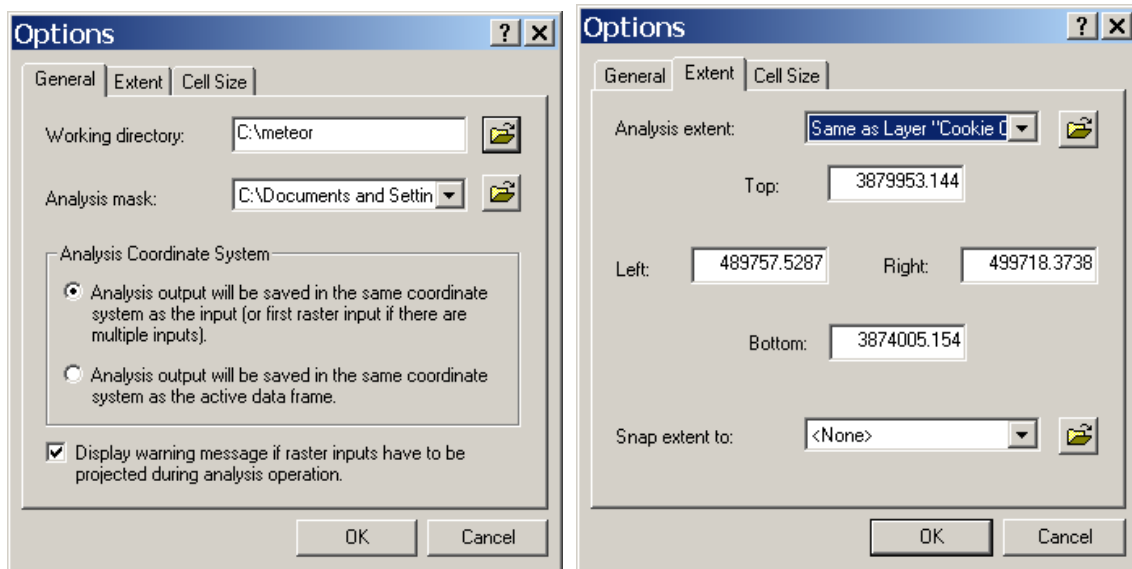 Options
General Extent Cell Size
Working directory: C:\meteor
Analysis mask: C:\Documents and Settin
Analysis Coordinate System
Analysis output will be saved in the same coordinate
system as the input (or first raster input if there are
multiple inputs).
Analysis output will be saved in the same coordinate
system as the active data frame.
Display warning message if raster inputs have to be
projected during analysis operation.
OK Cancel
Options
General Extent Cell Size
Analysis extent: Same as Layer "Cookie C
Top: 3879953.144
Left: 489757.5287 Right: 499718.3738
Bottom: 3874005.154
Snap extent to: <None>
OK Cancel